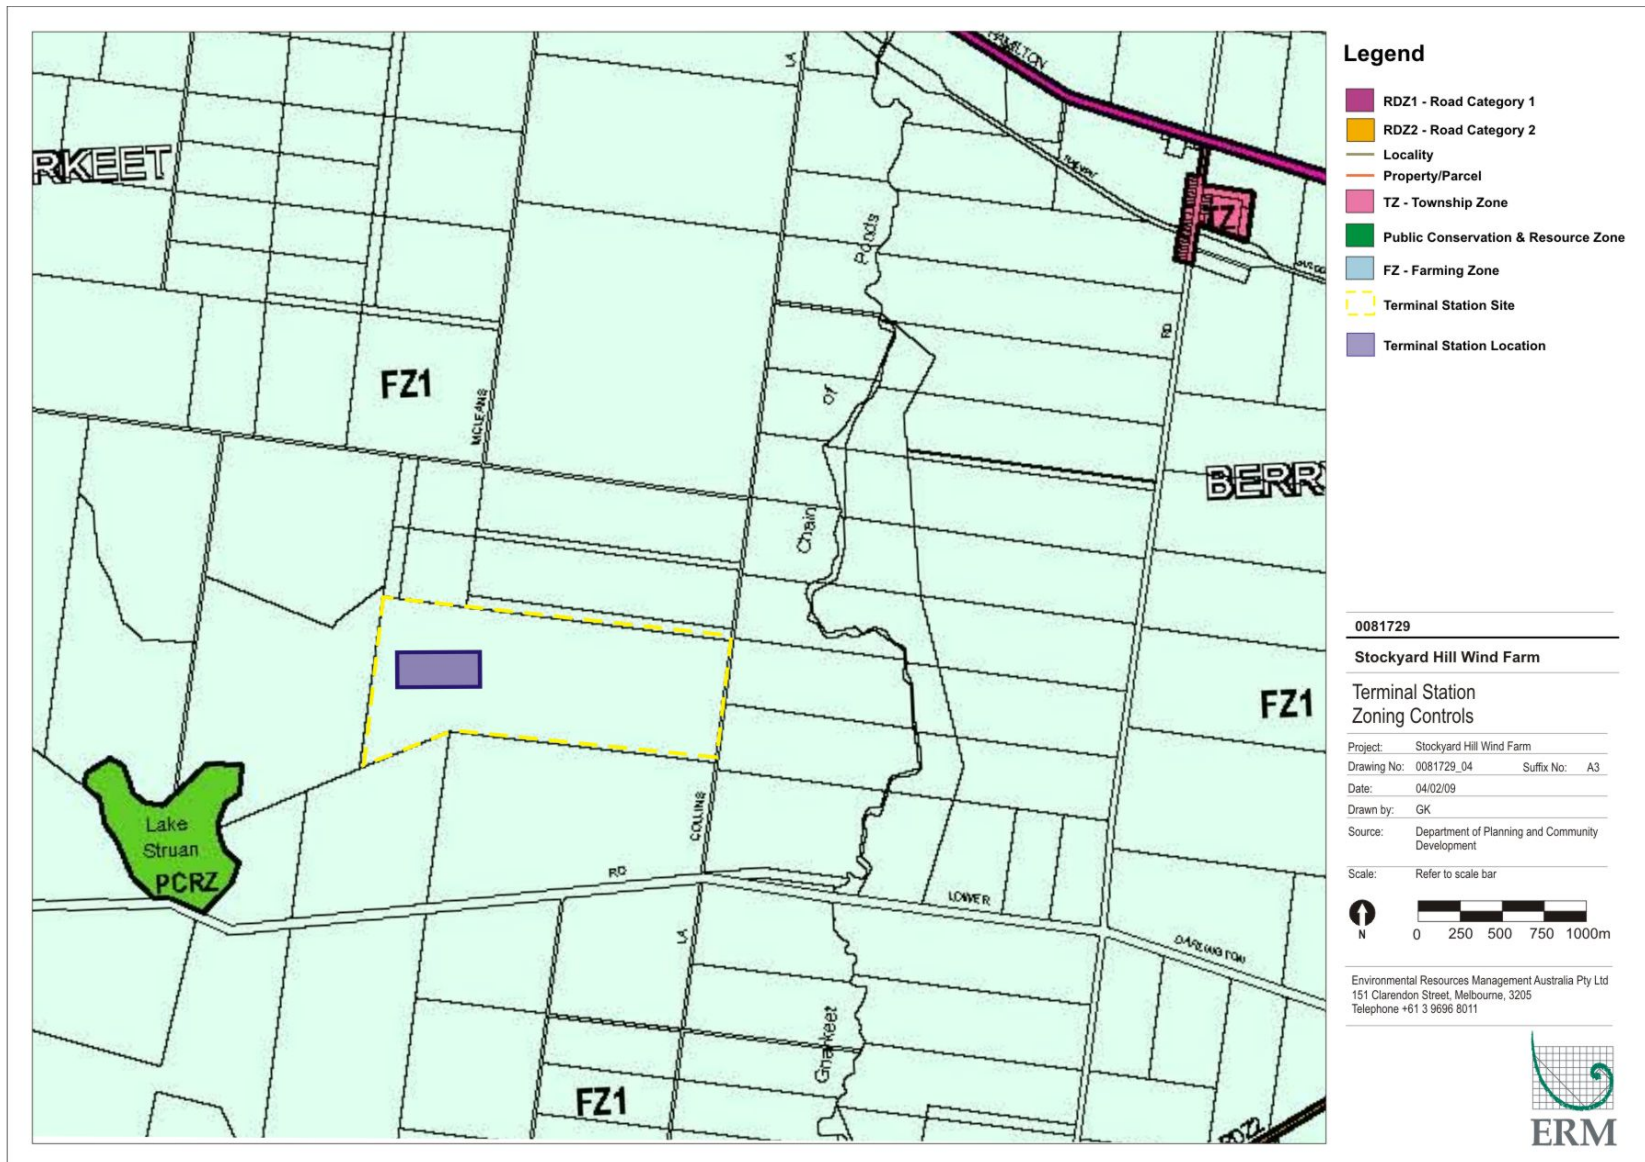 HAMILTON
LA
RKEET
Ponds
TZ
RD
FZ1
MCLEANS
of
BERRY
Chain
FZ1
Lake
Struan
PCRZ
COLLINS
RD
LOWER
LA
DARLINGTON
Gnarkeet
FZ1
RDZ2
Legend
RDZ1 - Road Category 1
RDZ2 - Road Category 2
Locality
Property/Parcel
TZ - Township Zone
Public Conservation & Resource Zone
FZ - Farming Zone
Terminal Station Site
Terminal Station Location
0081729
Stockyard Hill Wind Farm
Terminal Station
Zoning Controls
Project: Stockyard Hill Wind Farm
Drawing No: 0081729_04 Suffix No: A3
Date: 04/02/09
Drawn by: GK
Source: Department of Planning and Community
Development
Scale: Refer to scale bar
N
0 250 500 750 1000m
Environmental Resources Management Australia Pty Ltd
151 Clarendon Street, Melbourne, 3205
Telephone +61 3 9696 8011
ERM